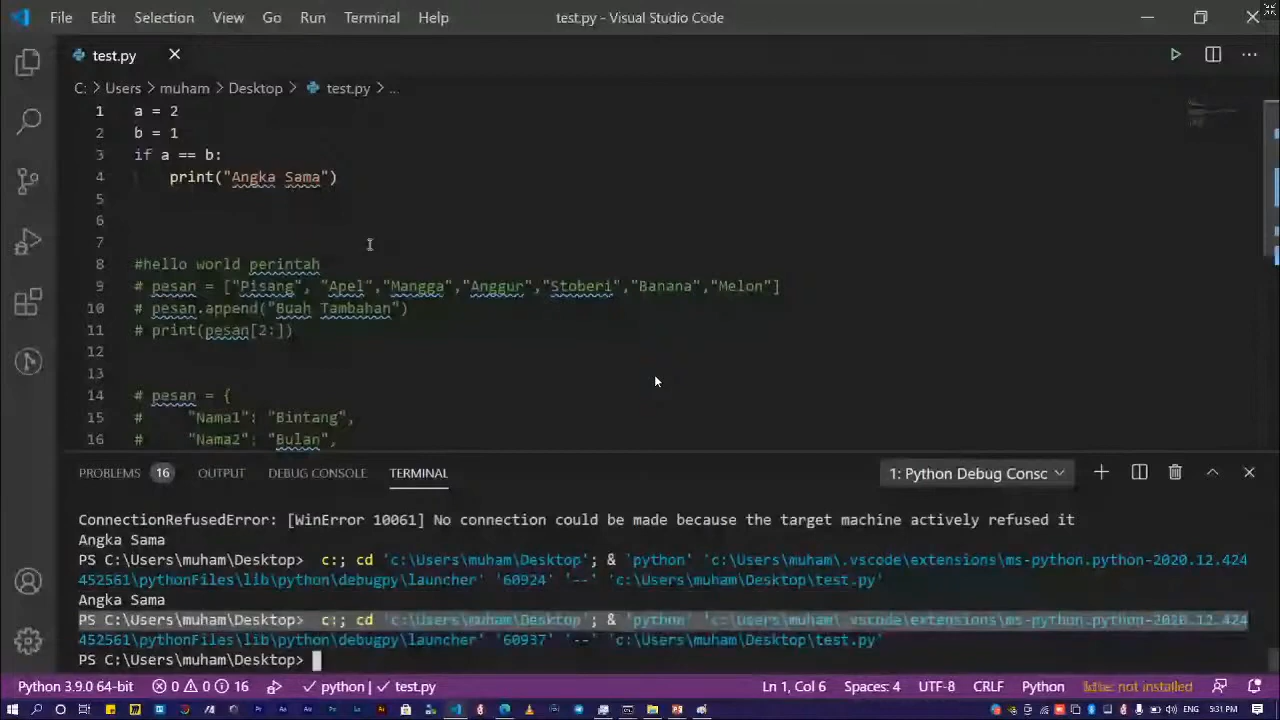 File Edit Selection View Go Run Terminal Help test.py - Visual Studio Code
test.py
C: > Users > muham > Desktop > test.py > ...
1 a = 2
2 b = 1
3 if a == b:
4 print("Angka Sama")
5
6
7
8 #hello world perintah
9 # pesan = ["Pisang", "Apel","Mangga","Anggur","Stoberi","Banana","Melon"]
10 # pesan.append("Buah Tambahan")
11 # print(pesan[2:])
12
13
14 # pesan = {
15 # "Nama1": "Bintang",
16 # "Nama2": "Bulan",
PROBLEMS 16 OUTPUT DEBUG CONSOLE TERMINAL 1: Python Debug Consc
ConnectionRefusedError: [WinError 10061] No connection could be made because the target machine actively refused it
Angka Sama
PS C:\Users\muham\Desktop> c:; cd 'c:\Users\muham\Desktop'; & 'python' 'c:\Users\muham\.vscode\extensions\ms-python.python-2020.12.424
452561\pythonFiles\lib\python\debugpy\launcher' '60924' '--' 'c:\Users\muham\Desktop\test.py'
Angka Sama
PS C:\Users\muham\Desktop> c:; cd 'c:\Users\muham\Desktop'; & 'python' 'c:\Users\muham\.vscode\extensions\ms-python.python-2020.12.424
452561\pythonFiles\lib\python\debugpy\launcher' '60937' '--' 'c:\Users\muham\Desktop\test.py'
PS C:\Users\muham\Desktop>
Python 3.9.0 64-bit 0 0 16 python | test.py Ln 1, Col 6 Spaces: 4 UTF-8 CRLF Python not installed
ENG 5:31 PM